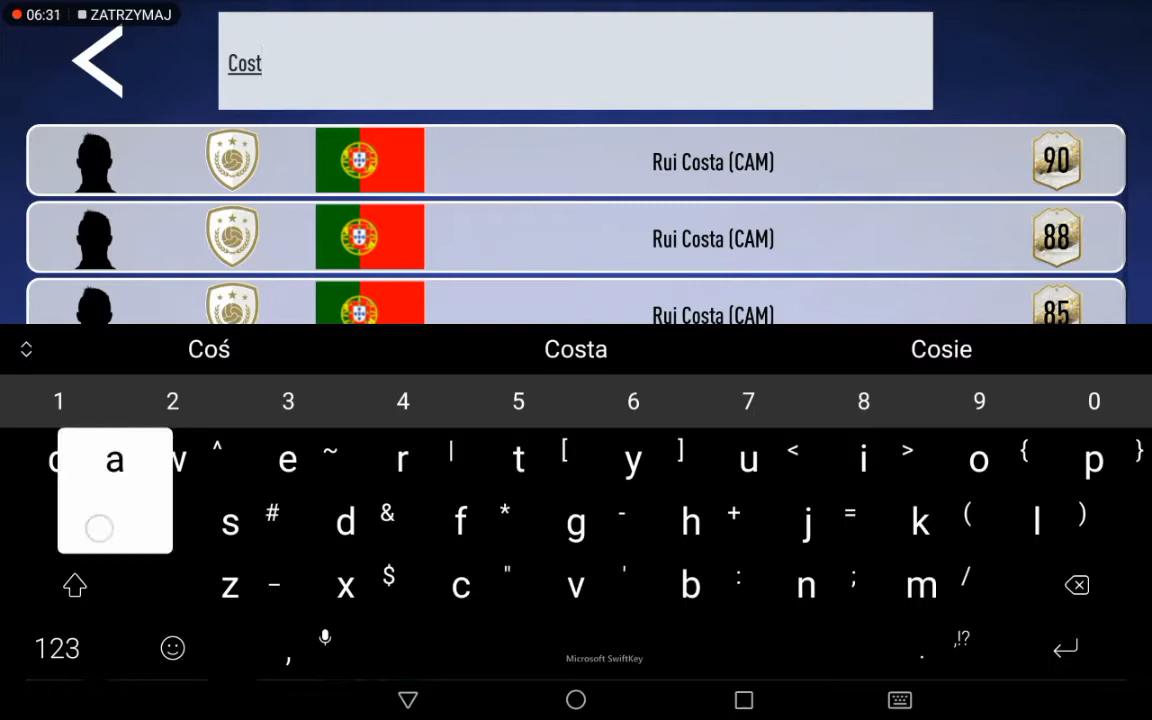 06:31 ZATRZYMAJ
Cost
Rui Costa (CAM) 90
Rui Costa (CAM) 88
Rui Costa (CAM) 85
Coś Costa Cosie
1 2 3 4 5 6 7 8 9 0
a w ^ e ~ r | t [ y ] u < i > o { p }
s # d & f * g - h + j = k ( l )
z _ x $ c " v ' b : n ; m /
123 , Microsoft SwiftKey . ,!?